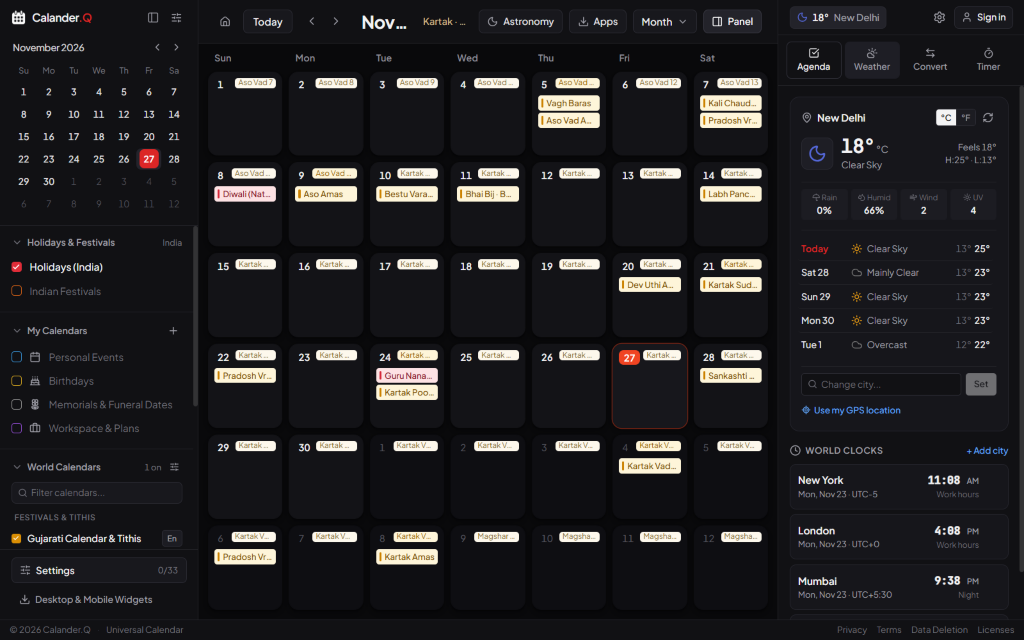 Calander.Q
November 2026
Su Mo Tu We Th Fr Sa
1 2 3 4 5 6 7
8 9 10 11 12 13 14
15 16 17 18 19 20 21
22 23 24 25 26 27 28
29 30 1 2 3 4 5
6 7 8 9 10 11 12
Holidays & Festivals India
Holidays (India)
Indian Festivals
My Calendars
Personal Events
Birthdays
Memorials & Funeral Dates
Workspace & Plans
World Calendars 1 on
Filter calendars...
FESTIVALS & TITHIS
Gujarati Calendar & Tithis En
Settings 0/33
Desktop & Mobile Widgets
Today Nov... Kartak · ... Astronomy Apps Month Panel
Sun Mon Tue Wed Thu Fri Sat
1 Aso Vad 7 2 Aso Vad 8 3 Aso Vad 9 4 Aso Vad ... 5 Aso Vad ... 6 Aso Vad 12 7 Aso Vad 13
Vagh Baras Kali Chaud...
Aso Vad A... Pradosh Vr...
8 Aso Vad ... 9 Aso Vad ... 10 Kartak ... 11 Kartak ... 12 Kartak ... 13 Kartak ... 14 Kartak ...
Diwali (Nat... Aso Amas Bestu Vara... Bhai Bij · B... Labh Panc...
15 Kartak ... 16 Kartak ... 17 Kartak ... 18 Kartak ... 19 Kartak ... 20 Kartak ... 21 Kartak ...
Dev Uthi A... Kartak Sud...
22 Kartak ... 23 Kartak ... 24 Kartak ... 25 Kartak ... 26 Kartak ... 27 Kartak ... 28 Kartak ...
Pradosh Vr... Guru Nana... Sankashti ...
Kartak Poo...
29 Kartak ... 30 Kartak ... 1 Kartak V... 2 Kartak V... 3 Kartak V... 4 Kartak V... 5 Kartak V...
Kartak Vad...
6 Kartak V... 7 Kartak V... 8 Kartak V... 9 Magshar ... 10 Magsha... 11 Magsha... 12 Magsha...
Pradosh Vr... Kartak Amas
18° New Delhi Sign in
Agenda Weather Convert Timer
New Delhi °C °F
18° °C Feels 18°
Clear Sky H:25° · L:13°
Rain Humid Wind UV
0% 66% 2 4
Today Clear Sky 13° 25°
Sat 28 Mainly Clear 13° 23°
Sun 29 Clear Sky 13° 23°
Mon 30 Clear Sky 13° 23°
Tue 1 Overcast 12° 22°
Change city... Set
Use my GPS location
WORLD CLOCKS + Add city
New York 11:08 AM
Mon, Nov 23 · UTC-5 Work hours
London 4:08 PM
Mon, Nov 23 · UTC+0 Work hours
Mumbai 9:38 PM
Mon, Nov 23 · UTC+5:30 Night
© 2026 Calander.Q Universal Calendar Privacy Terms Data Deletion Licenses